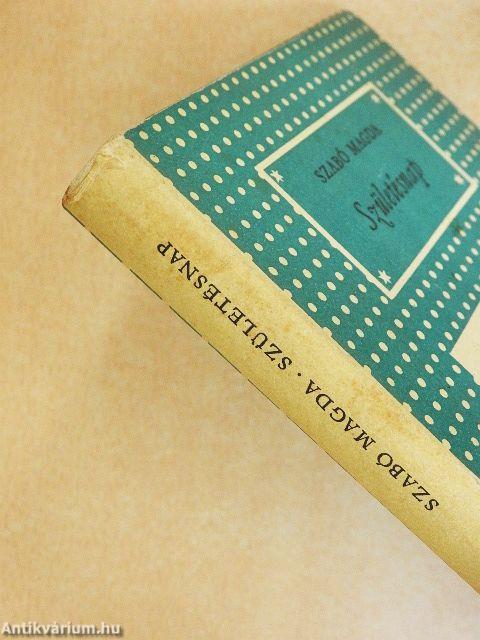 SZABÓ MAGDA
Születésnap
SZABÓ MAGDA . SZÜLETÉSNAP
Antikvárium.hu